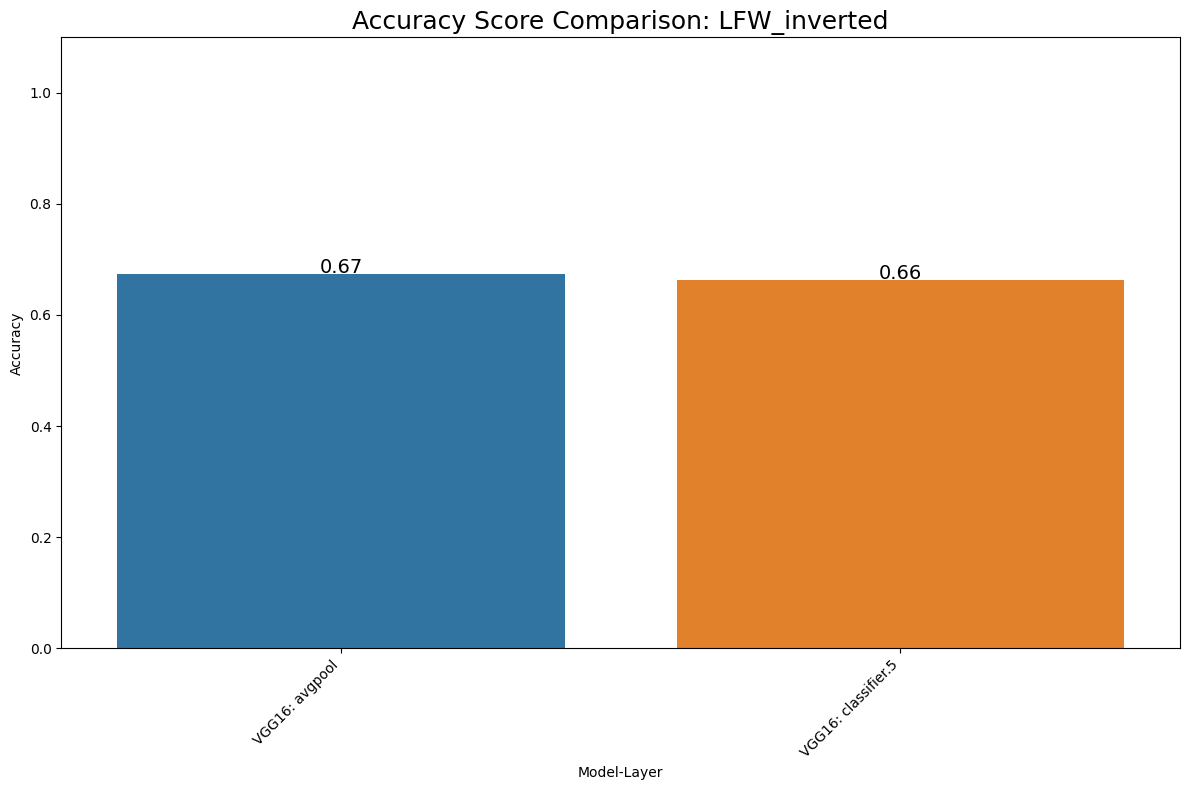 Accuracy Score Comparison: LFW_inverted
1.0
0.8
0.6
0.4
0.2
0.0
Accuracy
0.67
0.66
VGG16: avgpool
VGG16: classifier.5
Model-Layer